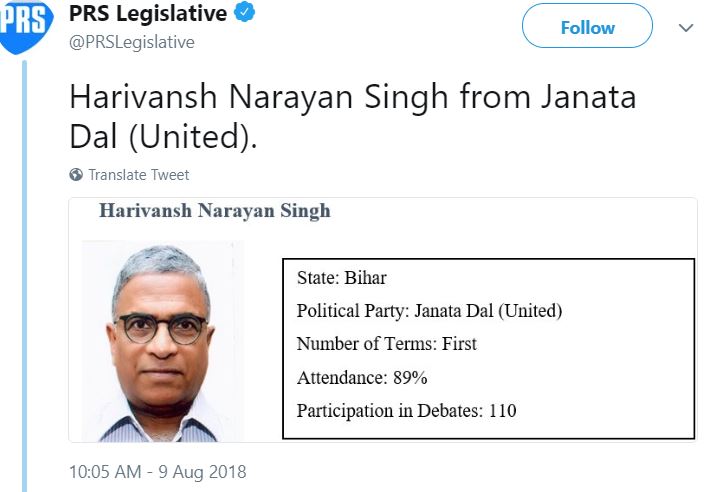 PRS
PRS Legislative
@PRSLegislative
Follow
Harivansh Narayan Singh from Janata
Dal (United).
Translate Tweet
Harivansh Narayan Singh
State: Bihar
Political Party: Janata Dal (United)
Number of Terms: First
Attendance: 89%
Participation in Debates: 110
10:05 AM - 9 Aug 2018